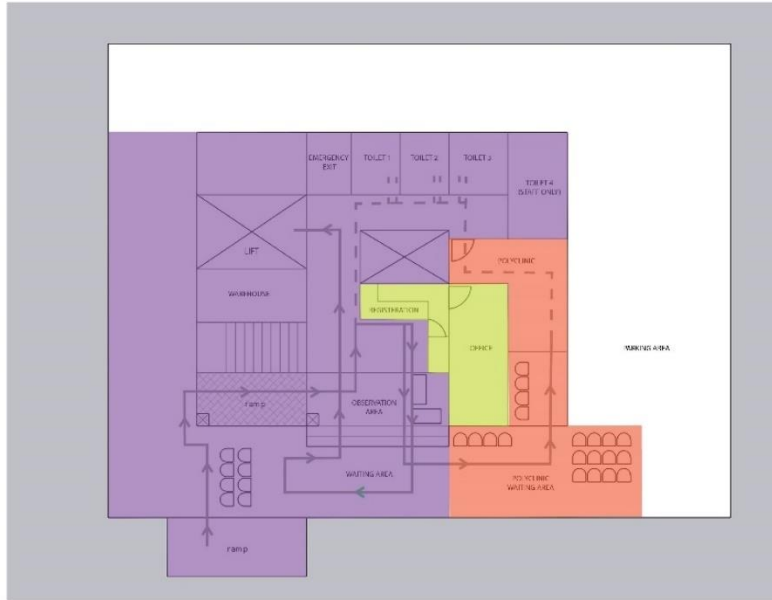 EMERGENCY
EXIT
TOILET 1
TOILET 2
TOILET 3
TOILET 4
(STAFF ONLY)
LIFT
POLYCLINIC
WAREHOUSE
REGISTRATION
OFFICE
PARKING AREA
ramp
OBSERVATION
AREA
WAITING AREA
POLYCLINIC
WAITING AREA
ramp